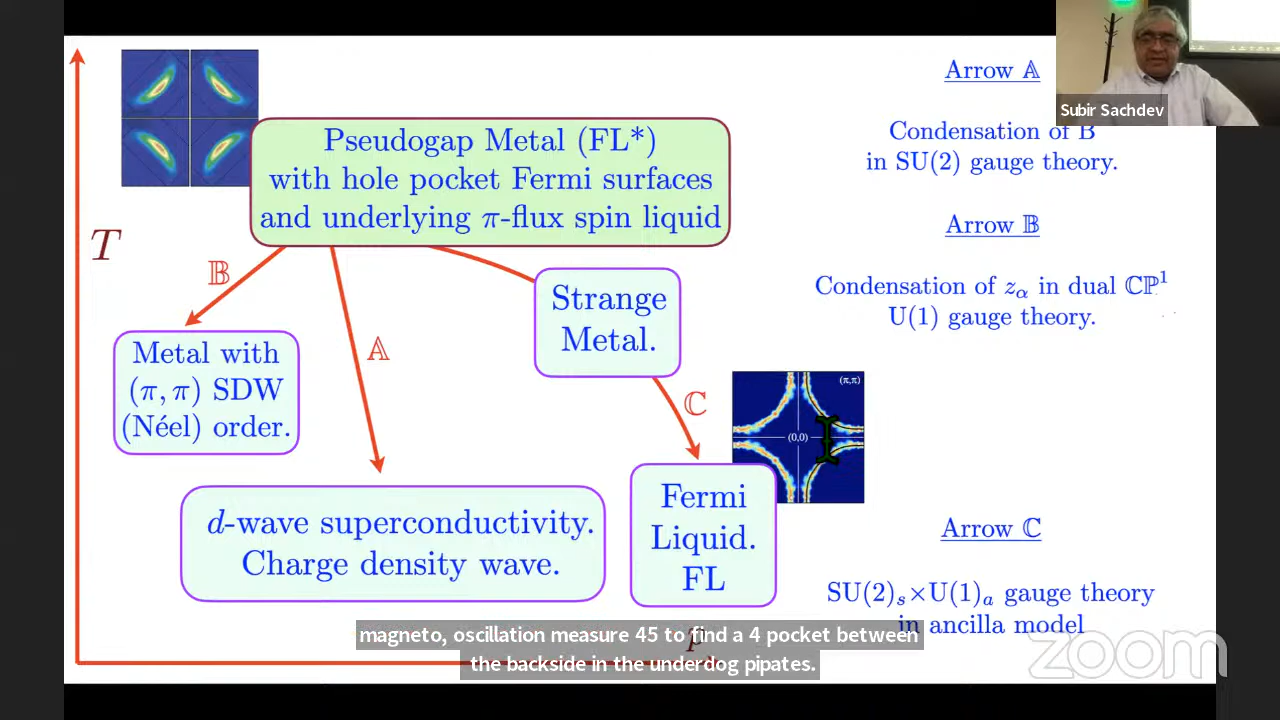 Pseudogap Metal (FL*)
with hole pocket Fermi surfaces
and underlying π-flux spin liquid
T
𝔹
Metal with
(π, π) SDW
(Néel) order.
𝔸
Strange
Metal.
ℂ
(π,π)
(0,0)
d-wave superconductivity.
Charge density wave.
Fermi
Liquid.
FL
p
Arrow 𝔸
Condensation of B
in SU(2) gauge theory.
Arrow 𝔹
Condensation of zα in dual ℂℙ¹
U(1) gauge theory.
Arrow ℂ
SU(2)ₛ×U(1)ₐ gauge theory
in ancilla model
Subir Sachdev
magneto, oscillation measure 45 to find a 4 pocket between
the backside in the underdog pipates.
zoom